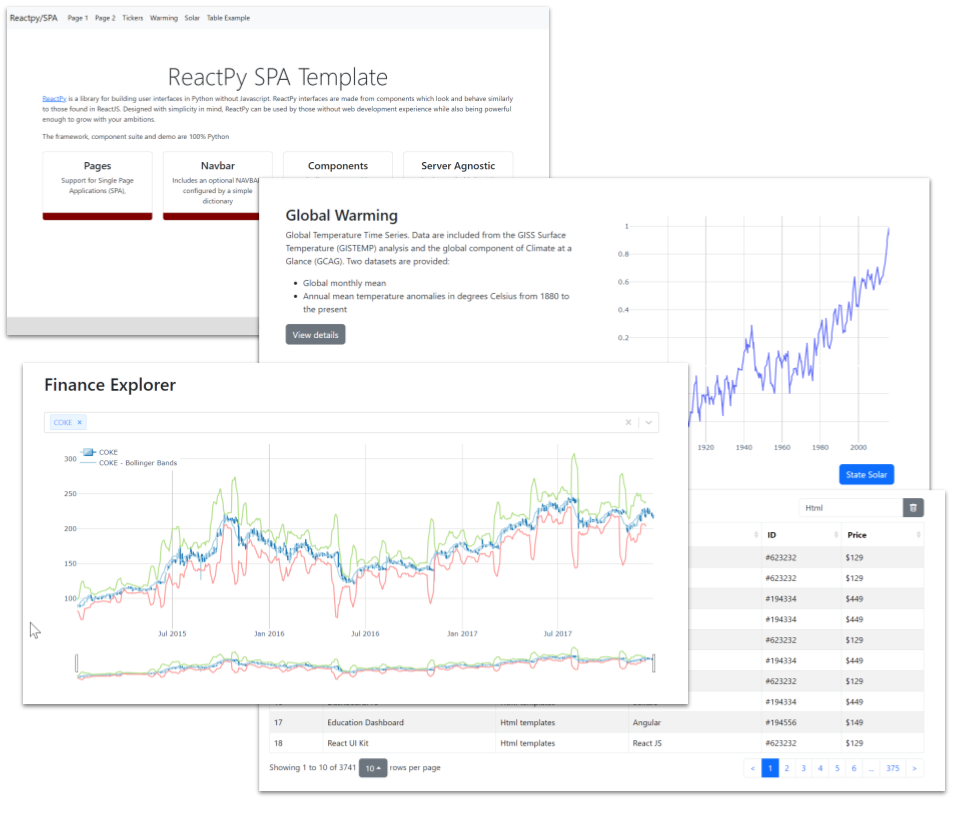 Reactpy/SPA Page 1 Page 2 Tickers Warming Solar Table Example
ReactPy SPA Template
ReactPy is a library for building user interfaces in Python without Javascript. ReactPy interfaces are made from components which look and behave similarly
to those found in ReactJS. Designed with simplicity in mind, ReactPy can be used by those without web development experience while also being powerful
enough to grow with your ambitions.
The framework, component suite and demo are 100% Python
Pages
Support for Single Page
Applications (SPA),
Navbar
Includes an optional NAVBAR
configured by a simple
dictionary
Components
Server Agnostic
Global Warming
Global Temperature Time Series. Data are included from the GISS Surface
Temperature (GISTEMP) analysis and the global component of Climate at a
Glance (GCAG). Two datasets are provided:
• Global monthly mean
• Annual mean temperature anomalies in degrees Celsius from 1880 to
the present
View details
1
0.8
0.6
0.4
0.2
1920 1940 1960 1980 2000
State Solar
Finance Explorer
COKE ×
COKE
COKE - Bollinger Bands
300
250
200
150
100
Jul 2015 Jan 2016 Jul 2016 Jan 2017 Jul 2017
Html
ID Price
#623232 $129
#623232 $129
#194334 $449
#194334 $449
#623232 $129
#194334 $449
#623232 $129
#194334 $449
17 Education Dashboard Html templates Angular #194556 $149
18 React UI Kit Html templates React JS #623232 $129
Showing 1 to 10 of 3741 10 rows per page
< 1 2 3 4 5 6 ... 375 >